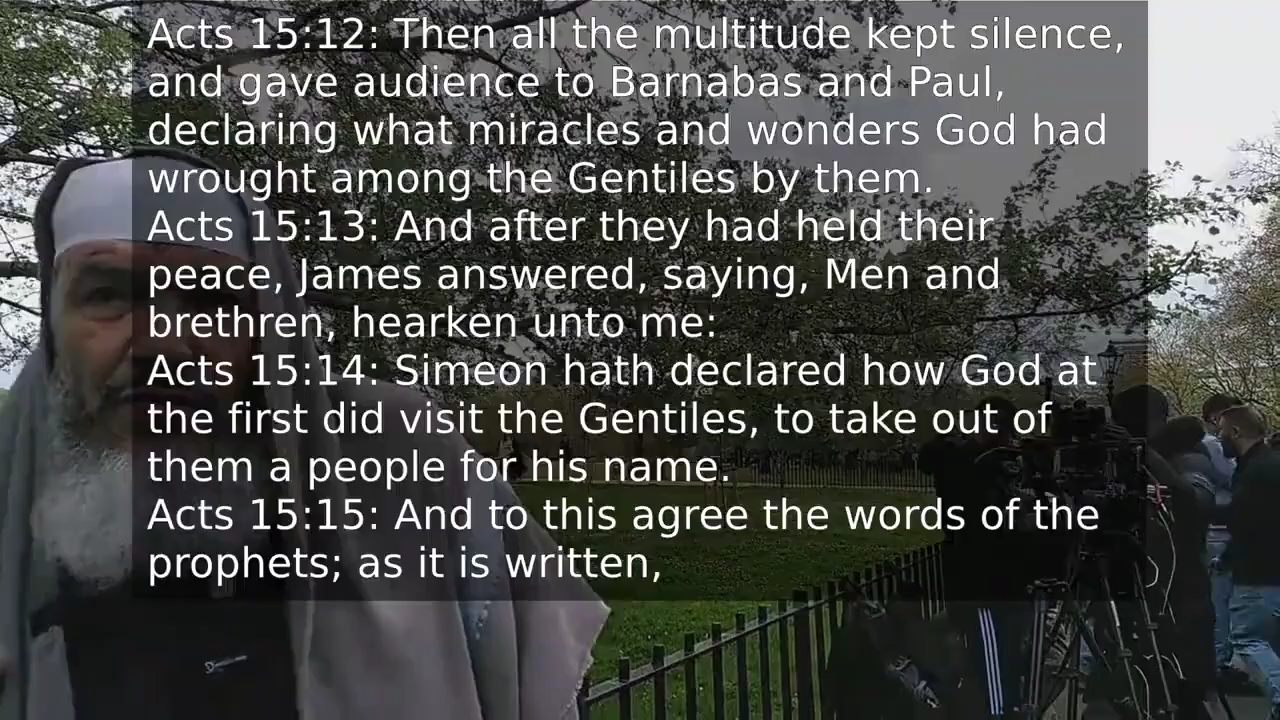 Acts 15:12: Then all the multitude kept silence,
and gave audience to Barnabas and Paul,
declaring what miracles and wonders God had
wrought among the Gentiles by them.
Acts 15:13: And after they had held their
peace, James answered, saying, Men and
brethren, hearken unto me:
Acts 15:14: Simeon hath declared how God at
the first did visit the Gentiles, to take out of
them a people for his name.
Acts 15:15: And to this agree the words of the
prophets; as it is written,